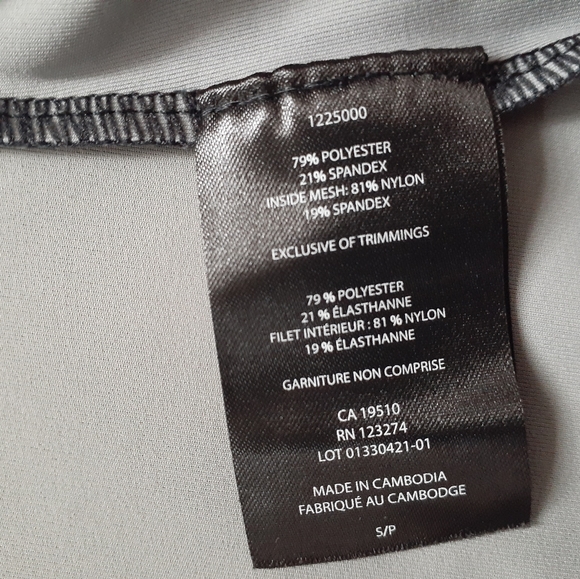 1225000
79% POLYESTER
21% SPANDEX
INSIDE MESH: 81% NYLON
19% SPANDEX
EXCLUSIVE OF TRIMMINGS
79 % POLYESTER
21 % ÉLASTHANNE
FILET INTÉRIEUR : 81 % NYLON
19 % ÉLASTHANNE
GARNITURE NON COMPRISE
CA 19510
RN 123274
LOT 01330421-01
MADE IN CAMBODIA
FABRIQUÉ AU CAMBODGE
S/P